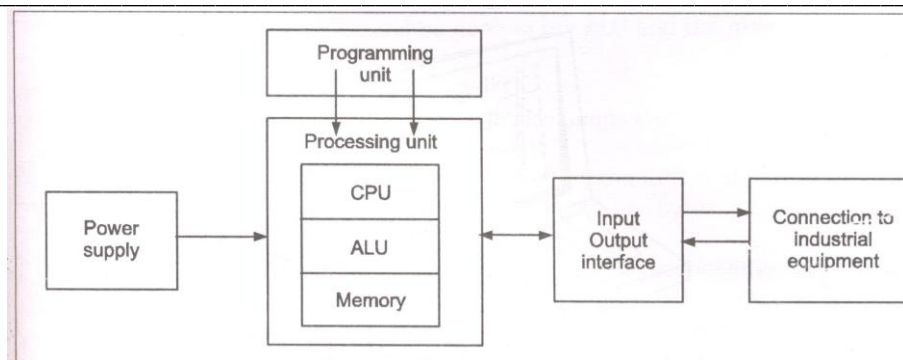 Programming
unit
Processing unit
CPU
ALU
Memory
Power
supply
Input
Output
interface
Connection to
industrial
equipment